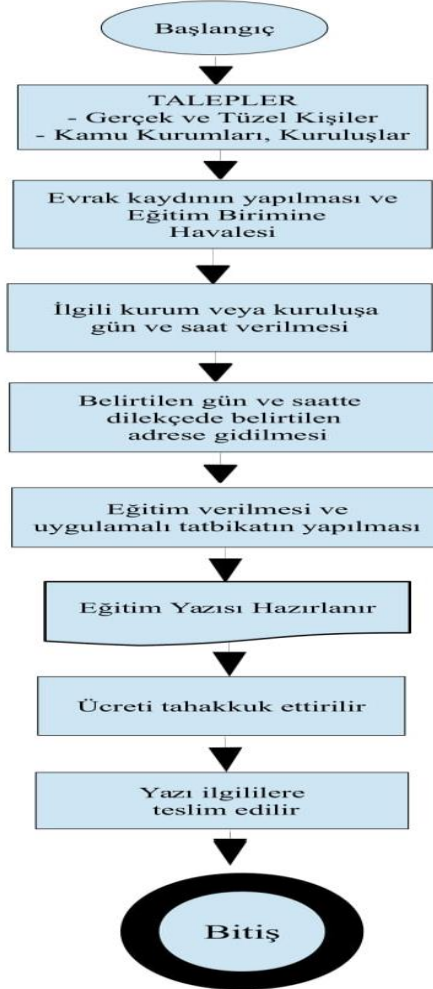 Başlangıç
TALEPLER
- Gerçek ve Tüzel Kişiler
- Kamu Kurumları, Kuruluşlar
Evrak kaydının yapılması ve
Eğitim Birimine
Havalesi
İlgili kurum veya kuruluşa
gün ve saat verilmesi
Belirtilen gün ve saatte
dilekçede belirtilen
adrese gidilmesi
Eğitim verilmesi ve
uygulamalı tatbikatın yapılması
Eğitim Yazısı Hazırlanır
Ücreti tahakkuk ettirilir
Yazı ilgililere
teslim edilir
Bitiş